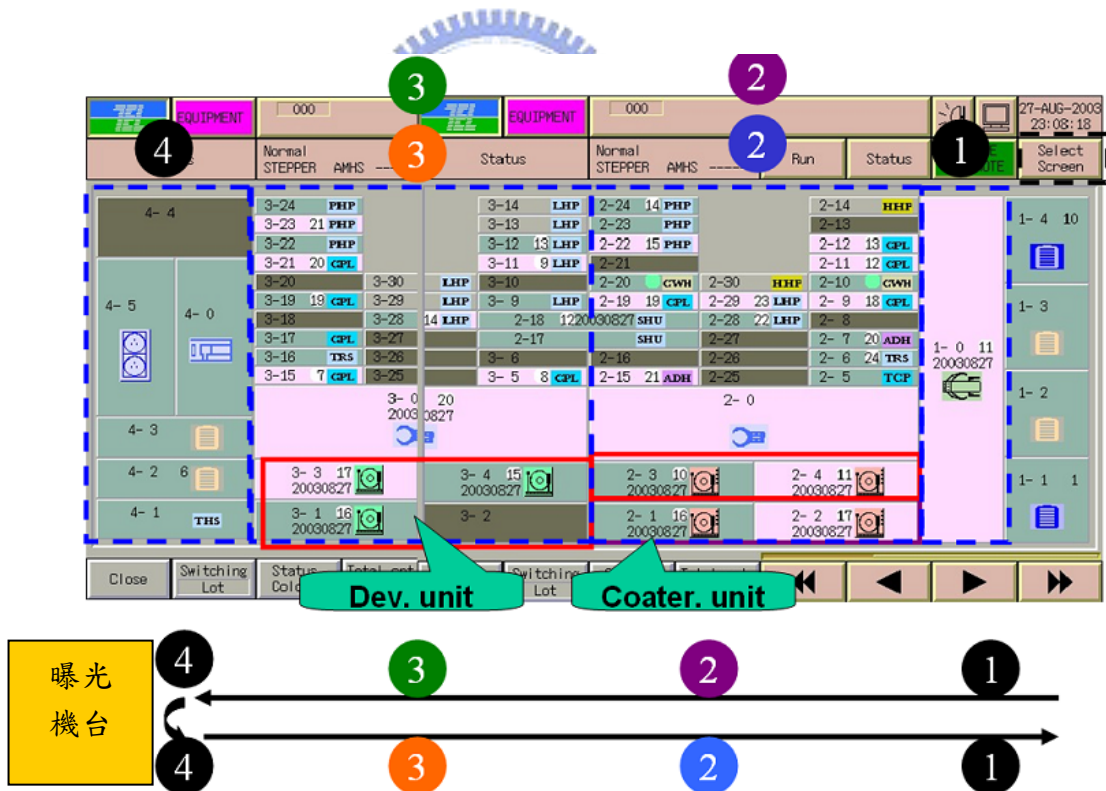 3 2
TEL EQUIPMENT 000 TEL EQUIPMENT 000 27-AUG-2003
23:08:18
4 3 2 1
Normal
STEPPER AMHS ---
Status
Normal
STEPPER AMHS -----
Run Status
Select
Screen
4- 4
4- 5 4- 0
4- 3
4- 2 6
4- 1 THS
3-24 PHP 3-14 LHP
3-23 21 PHP 3-13 LHP
3-22 PHP 3-12 13 LHP
3-21 20 CPL 3-11 9 LHP
3-20 3-30 LHP 3-10
3-19 19 CPL 3-29 LHP 3- 9 LHP
3-18 3-28 14 LHP 2-18 1220030827 SHU
3-17 CPL 3-27 2-17 SHU
3-16 TRS 3-26 3- 6
3-15 7 CPL 3-25 3- 5 8 CPL
3- 0 20
20030827
3- 3 17
20030827
3- 4 15
20030827
3- 1 16
20030827
3- 2
2-24 14 PHP 2-14 HHP
2-23 PHP 2-13
2-22 15 PHP 2-12 13 CPL
2-21 2-11 12 CPL
2-20 CWH 2-30 HHP 2-10 CWH
2-19 19 CPL 2-29 23 LHP 2- 9 18 CPL
2-28 22 LHP 2- 8
2-27 2- 7 20 ADH
2-16 2-26 2- 6 24 TRS
2-15 21 ADH 2-25 2- 5 TCP
2- 0
2- 3 10
20030827
2- 4 11
20030827
2- 1 16
20030827
2- 2 17
20030827
1- 0 11
20030827
1- 4 10
1- 3
1- 2
1- 1 1
Close
Switching
Lot
Status
Switching
Lot
Dev. unit
Coater. unit
曝光
機台
4 3 2 1
4 3 2 1